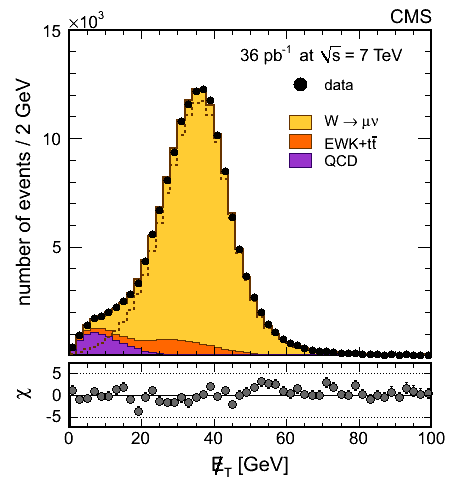 ×10³
CMS
15
36 pb⁻¹ at √s = 7 TeV
data
W → μν
EWK+tt̅
QCD
10
5
number of events / 2 GeV
5
0
-5
χ
0 20 40 60 80 100
E̸_T [GeV]